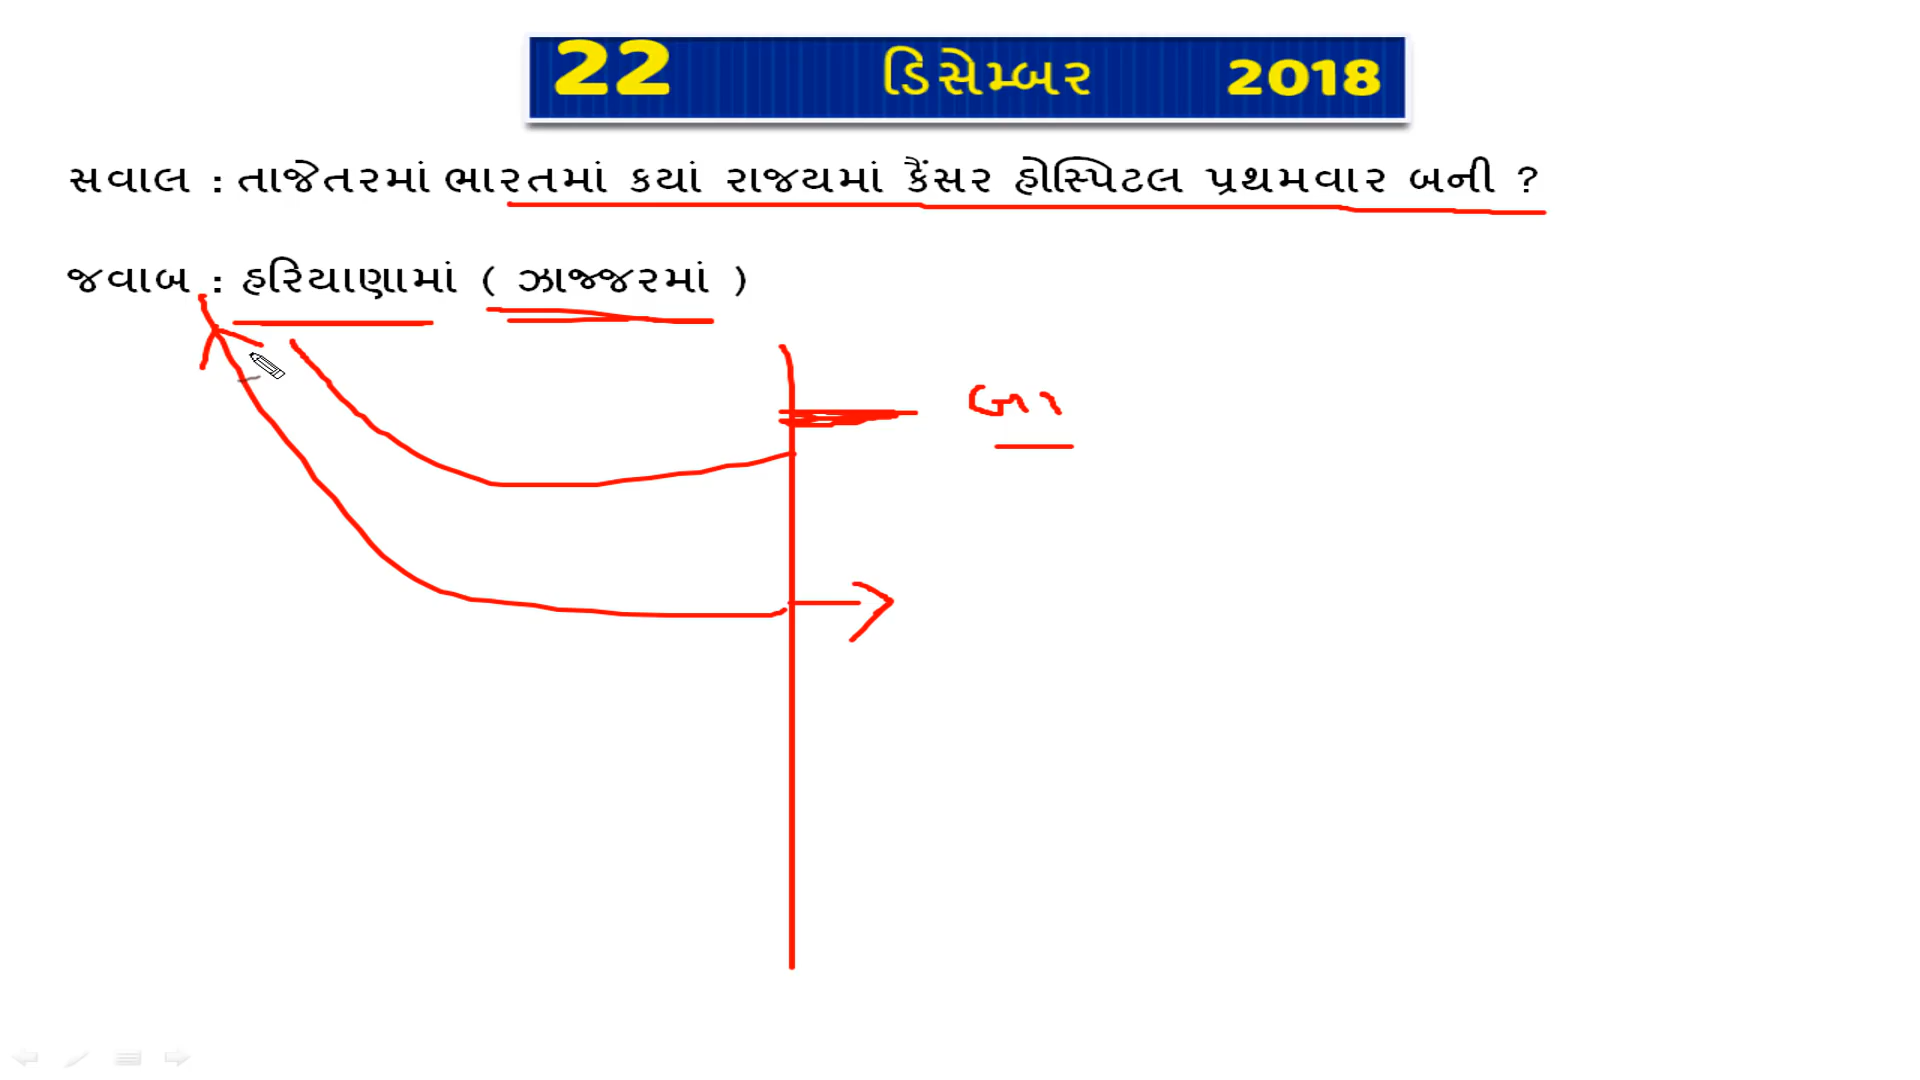 22 ડિસેમ્બર 2018
સવાલ : તાજેતરમાં ભારતમાં કયાં રાજયમાં કૈંસર હોસ્પિટલ પ્રથમવાર બની ?
જવાબ : હરિયાણામાં ( ઝાજ્જરમાં )